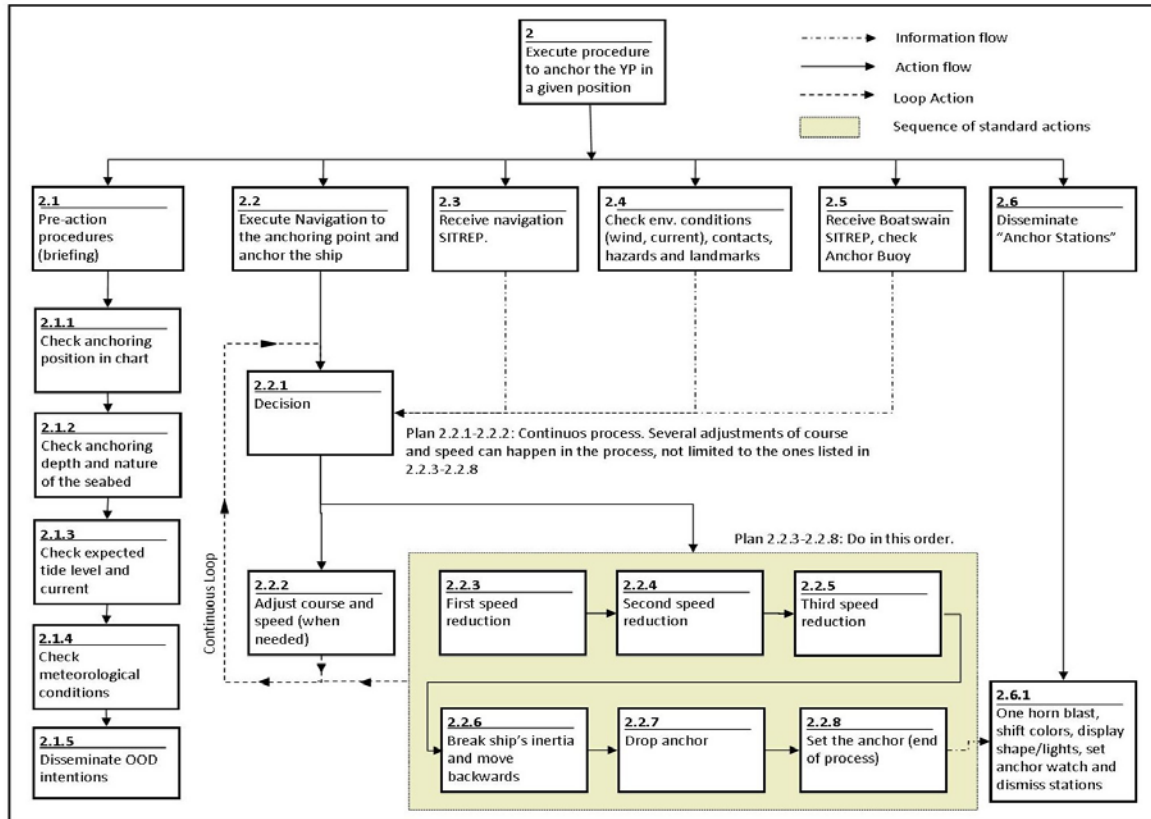 2
Execute procedure
to anchor the YP in
a given position
Information flow
Action flow
Loop Action
Sequence of standard actions
2.1
Pre-action
procedures
(briefing)
2.2
Execute Navigation to
the anchoring point and
anchor the ship
2.3
Receive navigation
SITREP.
2.4
Check env. conditions
(wind, current), contacts,
hazards and landmarks
2.5
Receive Boatswain
SITREP, check
Anchor Buoy
2.6
Disseminate
“Anchor Stations”
2.1.1
Check anchoring
position in chart
2.1.2
Check anchoring
depth and nature
of the seabed
2.1.3
Check expected
tide level and
current
2.1.4
Check
meteorological
conditions
2.1.5
Disseminate OOD
intentions
2.2.1
Decision
Plan 2.2.1-2.2.2: Continuos process. Several adjustments of course
and speed can happen in the process, not limited to the ones listed in
2.2.3-2.2.8
Continuous Loop
2.2.2
Adjust course and
speed (when
needed)
Plan 2.2.3-2.2.8: Do in this order.
2.2.3
First speed
reduction
2.2.4
Second speed
reduction
2.2.5
Third speed
reduction
2.2.6
Break ship’s inertia
and move
backwards
2.2.7
Drop anchor
2.2.8
Set the anchor (end
of process)
2.6.1
One horn blast,
shift colors, display
shape/lights, set
anchor watch and
dismiss stations